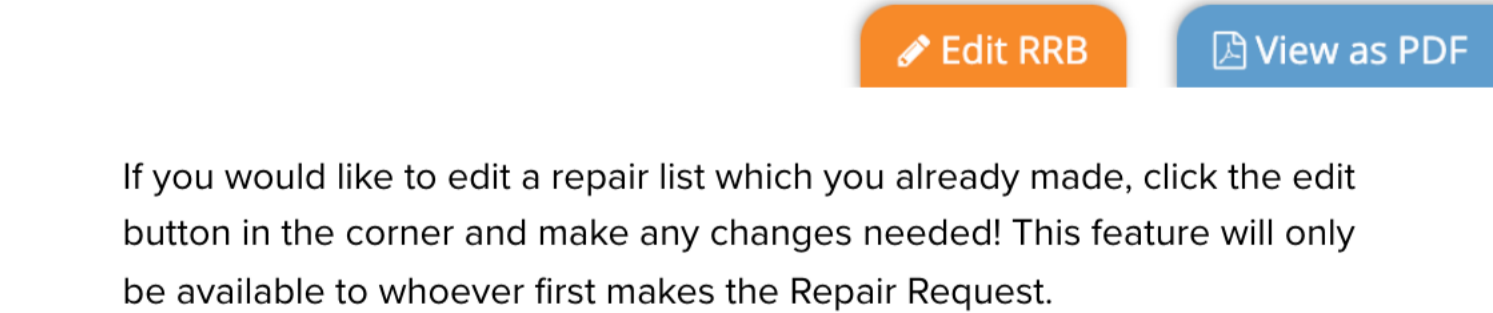 Edit RRB View as PDF
If you would like to edit a repair list which you already made, click the edit
button in the corner and make any changes needed! This feature will only
be available to whoever first makes the Repair Request.